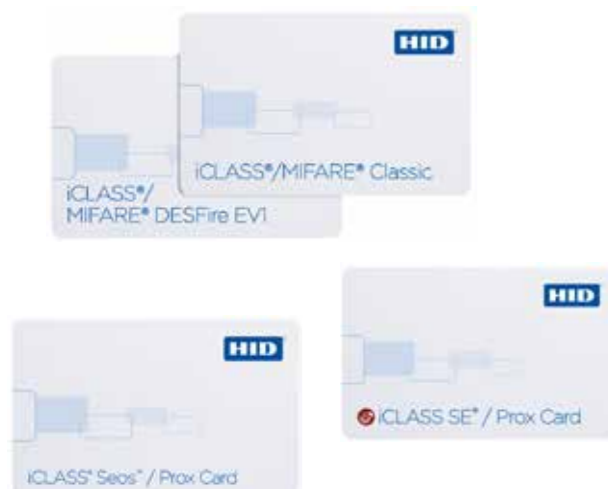 HID
iCLASS®/MIFARE® Classic
iCLASS®/
MIFARE® DESFire EV1
HID
iCLASS SE® / Prox Card
HID
iCLASS® Seos™ / Prox Card